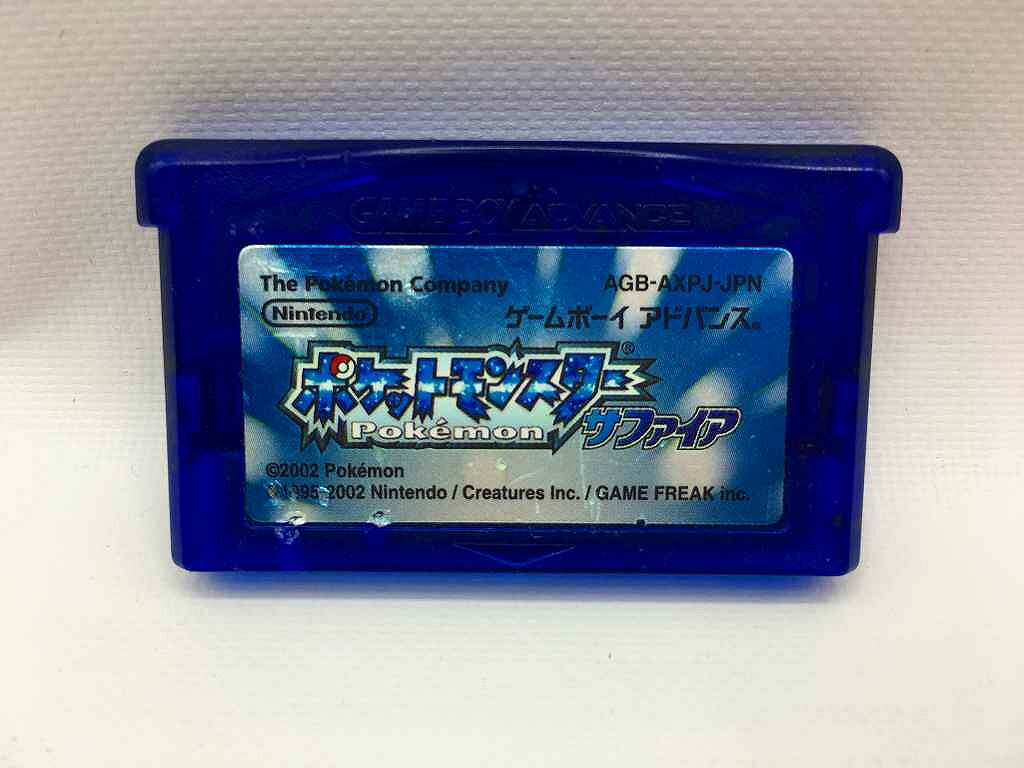 GAME BOY ADVANCE
The Pokémon Company AGB-AXPJ-JPN
Nintendo ゲームボーイ アドバンス®
ポケットモンスター®
Pokémon サファイア
©2002 Pokémon
©1995-2002 Nintendo / Creatures Inc. / GAME FREAK inc.